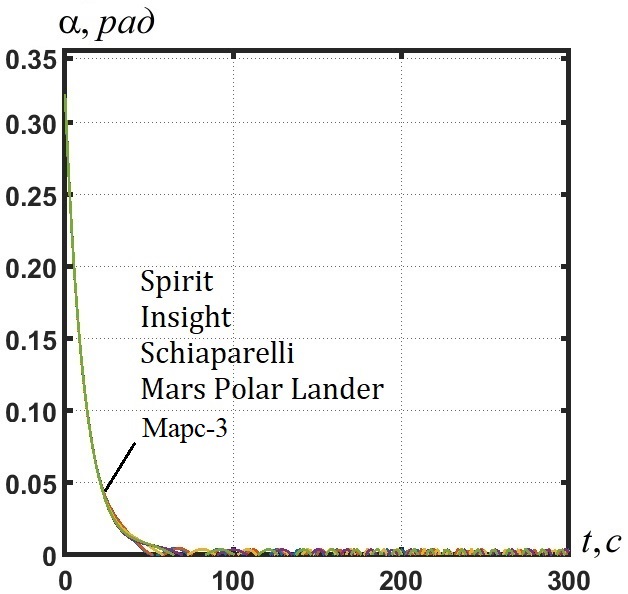 α, рад
0.35
0.30
0.25
0.20
0.15
0.10
0.05
0
Spirit
Insight
Schiaparelli
Mars Polar Lander
Марс-3
t, c
0 100 200 300